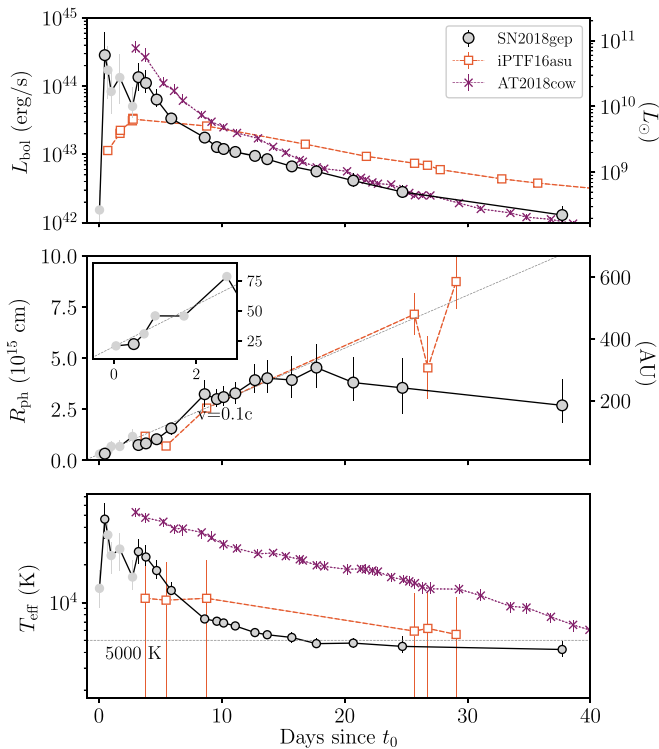 10^45
10^44
10^43
10^42
L_bol (erg/s)
SN2018gep
iPTF16asu
AT2018cow
10^11
10^10
10^9
(L_⊙)
10.0
7.5
5.0
2.5
0.0
R_ph (10^15 cm)
75
50
25
0
2
v=0.1c
600
400
200
(AU)
10^4
T_eff (K)
5000 K
0
10
20
30
40
Days since t_0